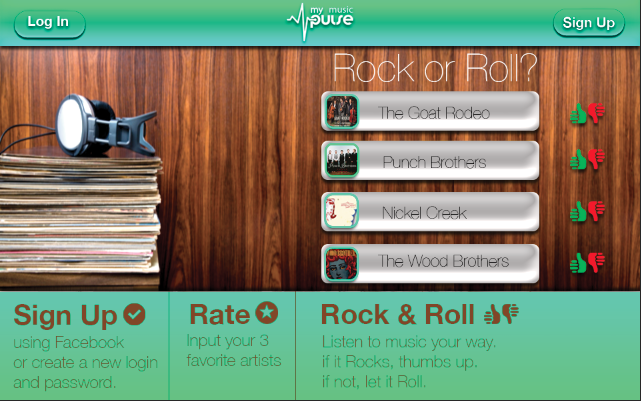 Log In
my music
pulse
Sign Up
Rock or Roll?
The Goat Rodeo
Punch Brothers
Nickel Creek
The Wood Brothers
Sign Up
using Facebook
or create a new login
and password.
Rate
Input your 3
favorite artists
Rock & Roll
Listen to music your way.
if it Rocks, thumbs up.
if not, let it Roll.